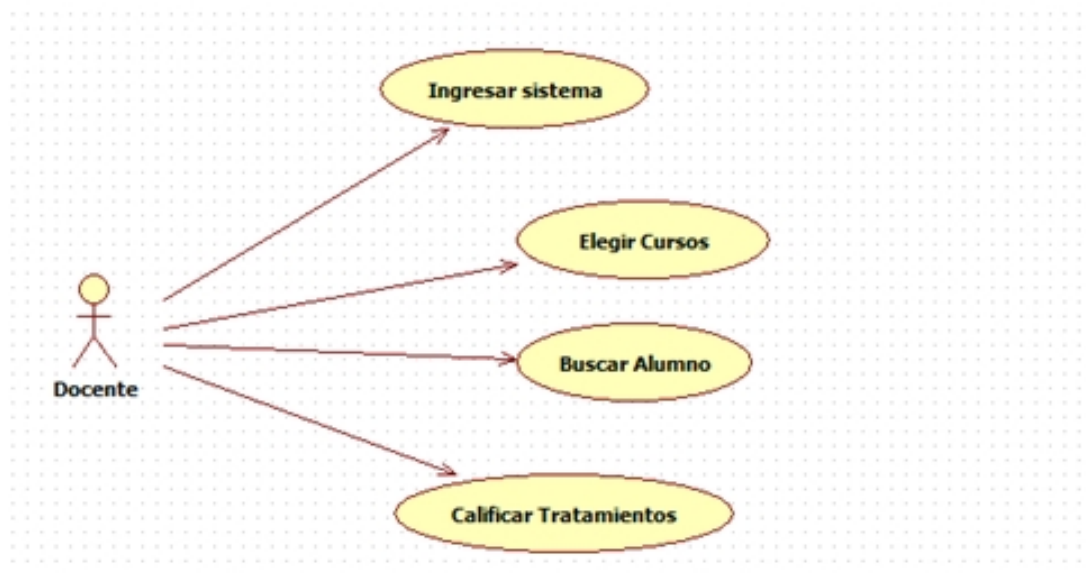 Ingresar sistema
Elegir Cursos
Buscar Alumno
Docente
Calificar Tratamientos